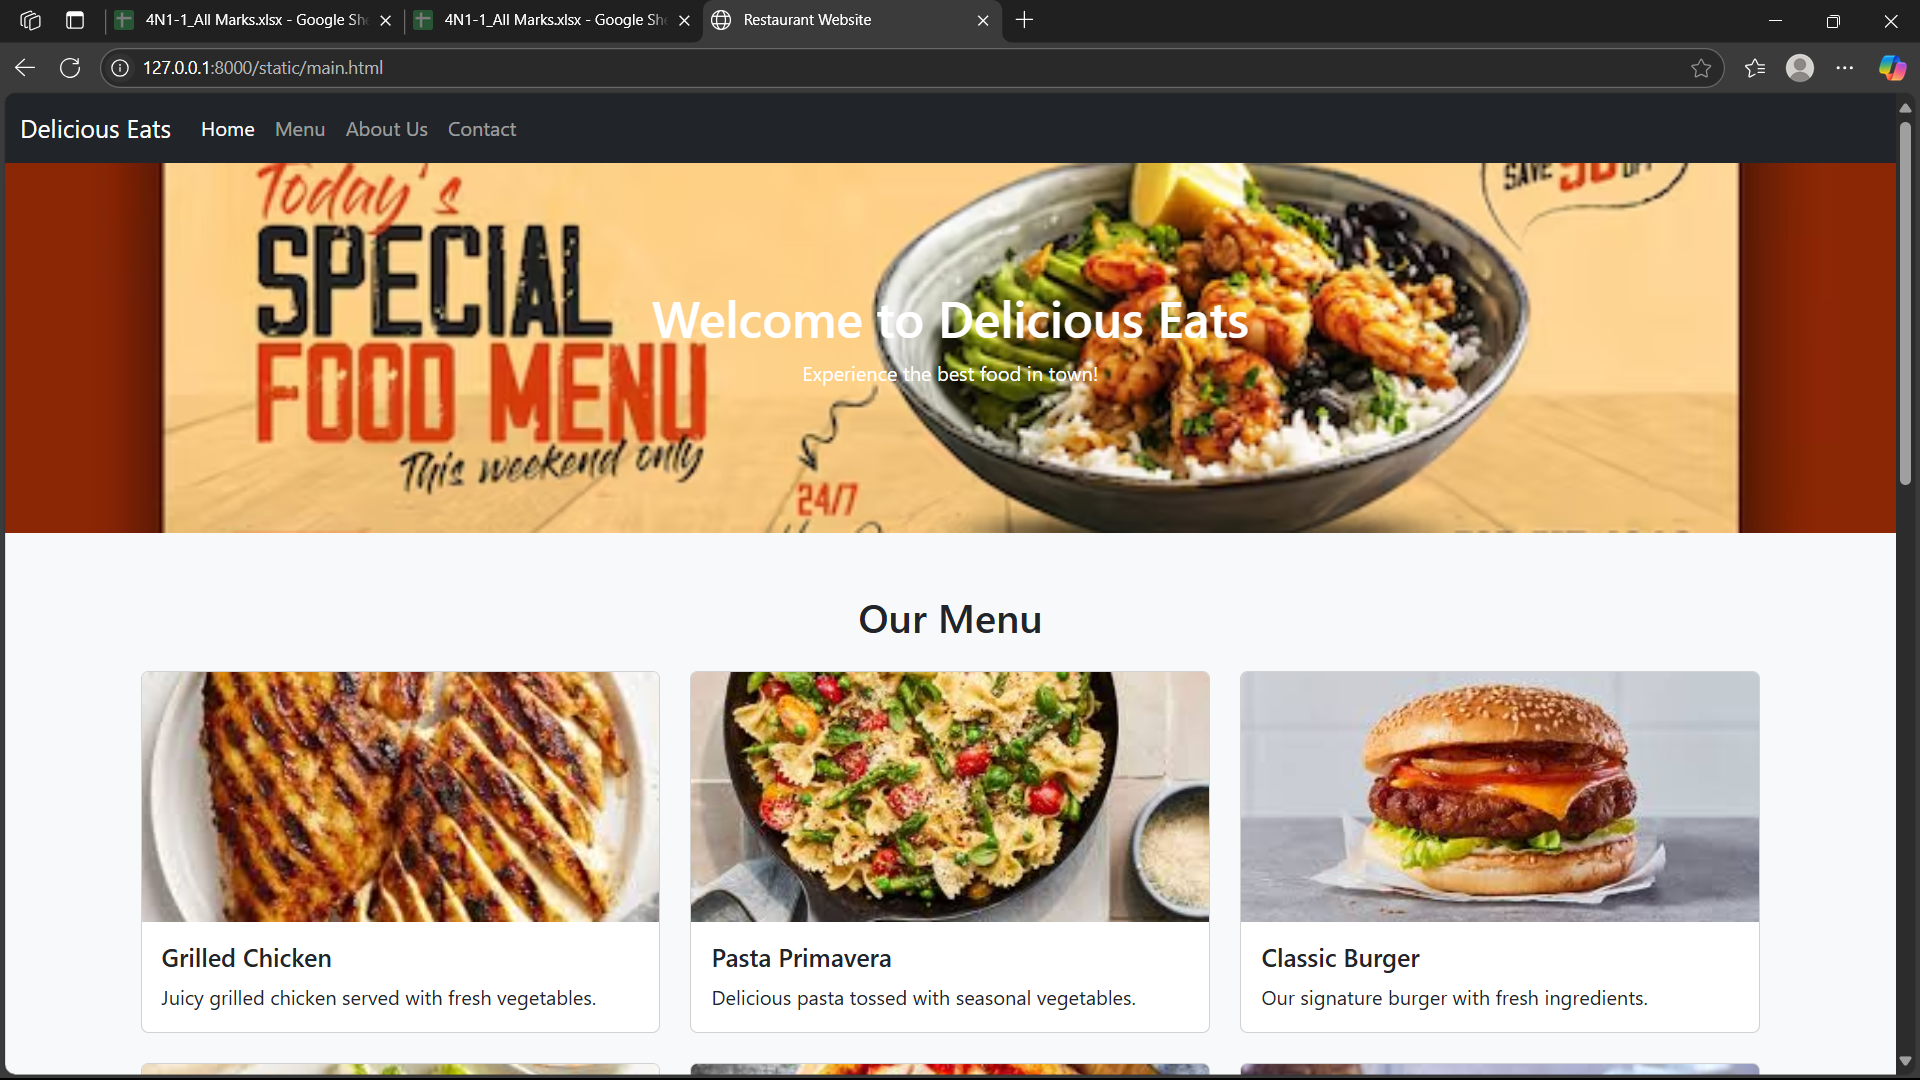 4N1-1_All Marks.xlsx - Google She
4N1-1_All Marks.xlsx - Google She
Restaurant Website
127.0.0.1:8000/static/main.html
Delicious Eats Home Menu About Us Contact
Today's
SPECIAL
FOOD MENU
This weekend only
24/7
SAVE
Welcome to Delicious Eats
Experience the best food in town!
Our Menu
Grilled Chicken
Juicy grilled chicken served with fresh vegetables.
Pasta Primavera
Delicious pasta tossed with seasonal vegetables.
Classic Burger
Our signature burger with fresh ingredients.